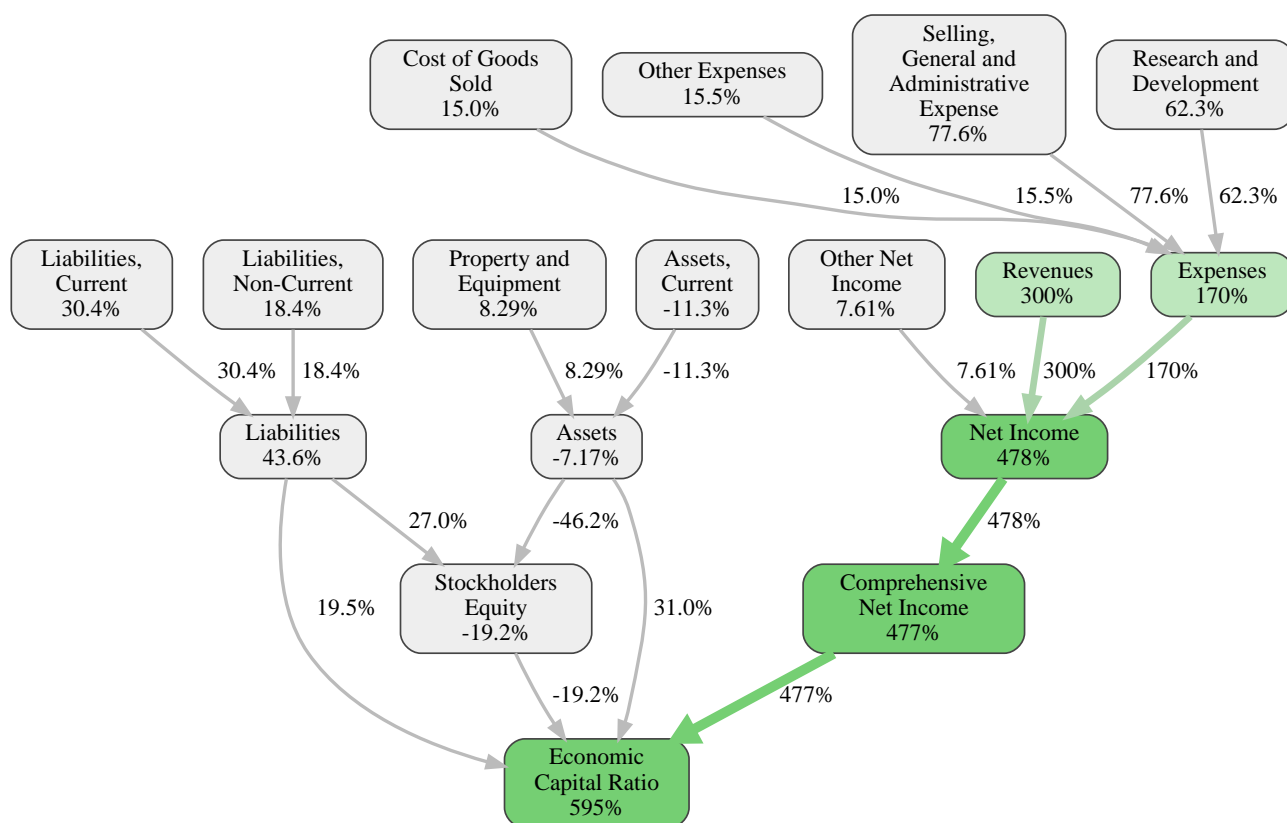 Cost of Goods
Sold
15.0%
Other Expenses
15.5%
Selling,
General and
Administrative
Expense
77.6%
Research and
Development
62.3%
15.0%
15.5%
77.6%
62.3%
Liabilities,
Current
30.4%
Liabilities,
Non-Current
18.4%
Property and
Equipment
8.29%
Assets,
Current
-11.3%
Other Net
Income
7.61%
Revenues
300%
Expenses
170%
30.4%
18.4%
8.29%
-11.3%
7.61%
300%
170%
Liabilities
43.6%
Assets
-7.17%
Net Income
478%
27.0%
-46.2%
478%
19.5%
Stockholders
Equity
-19.2%
31.0%
Comprehensive
Net Income
477%
-19.2%
477%
Economic
Capital Ratio
595%